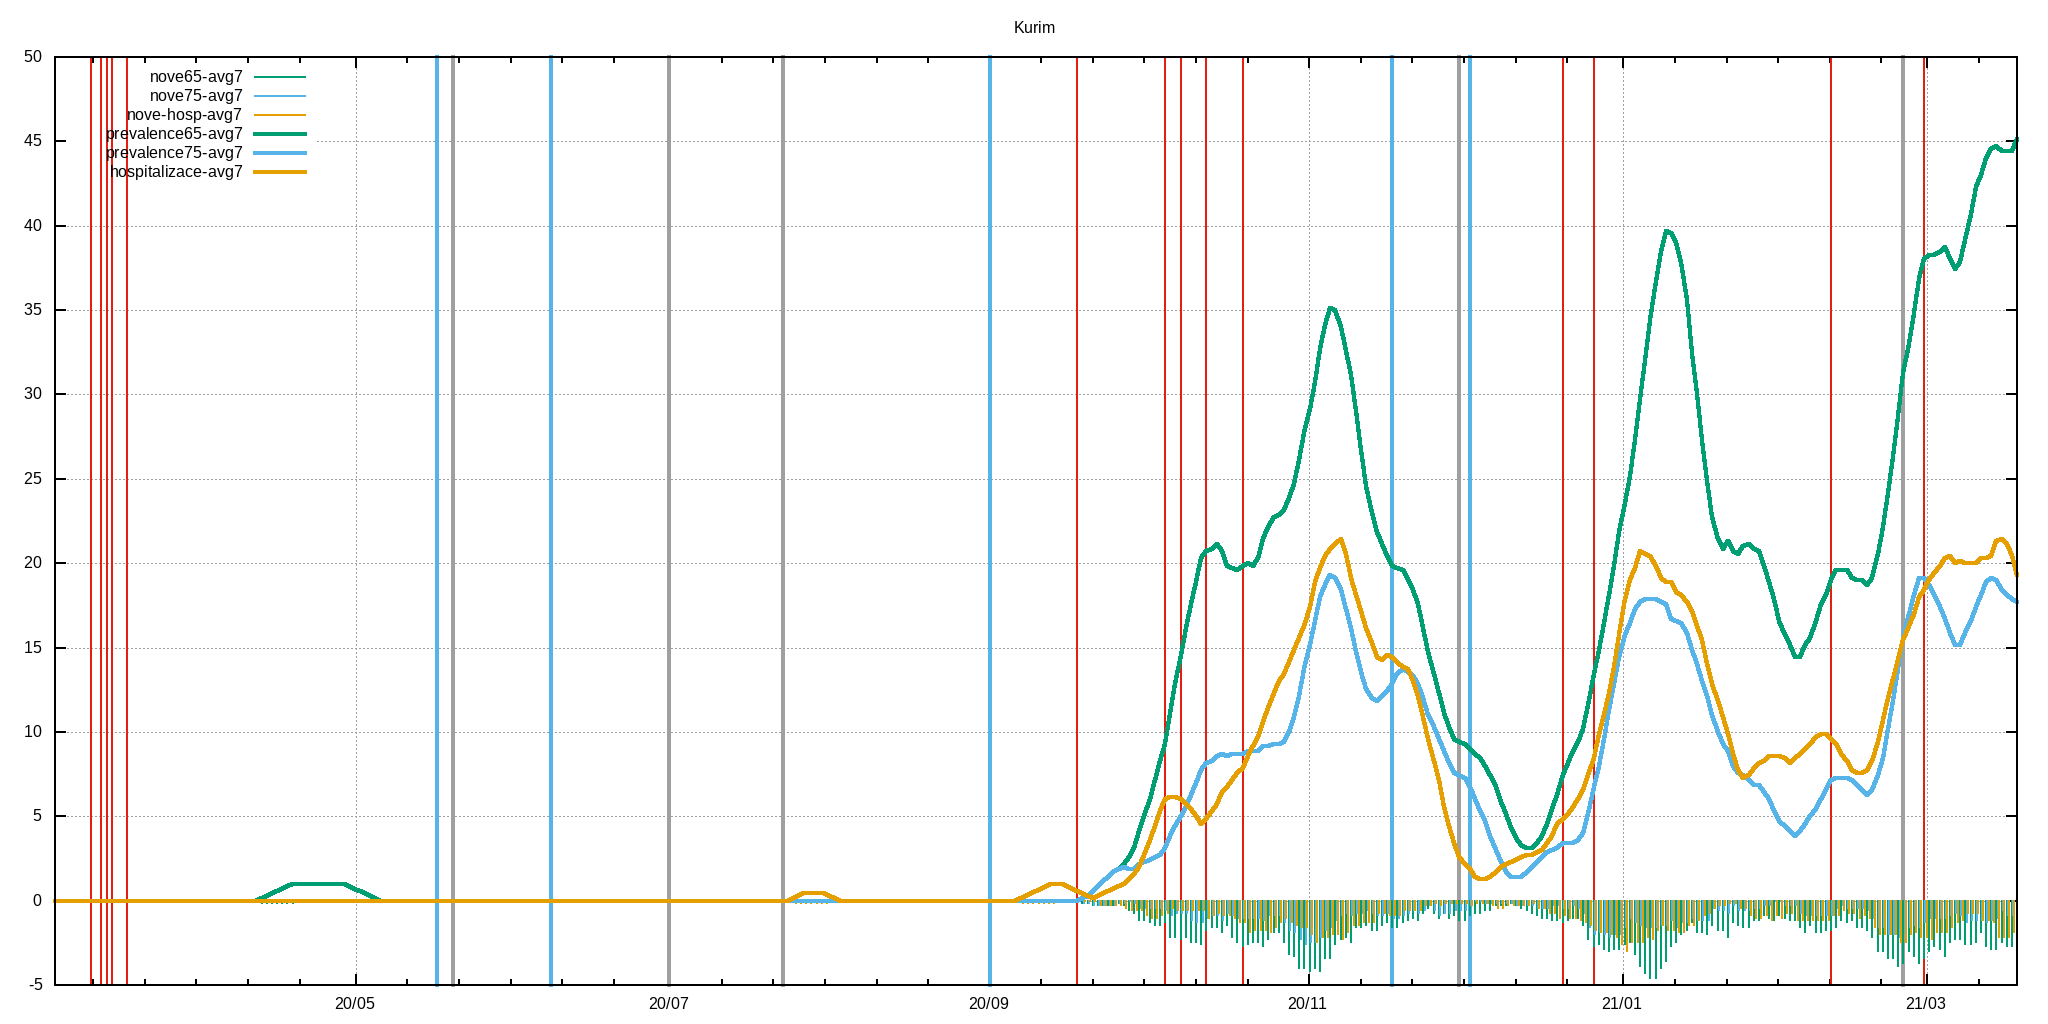 Kurim
50
45
40
35
30
25
20
15
10
5
0
-5
nove65-avg7
nove75-avg7
nove-hosp-avg7
prevalence65-avg7
prevalence75-avg7
hospitalizace-avg7
20/05 20/07 20/09 20/11 21/01 21/03